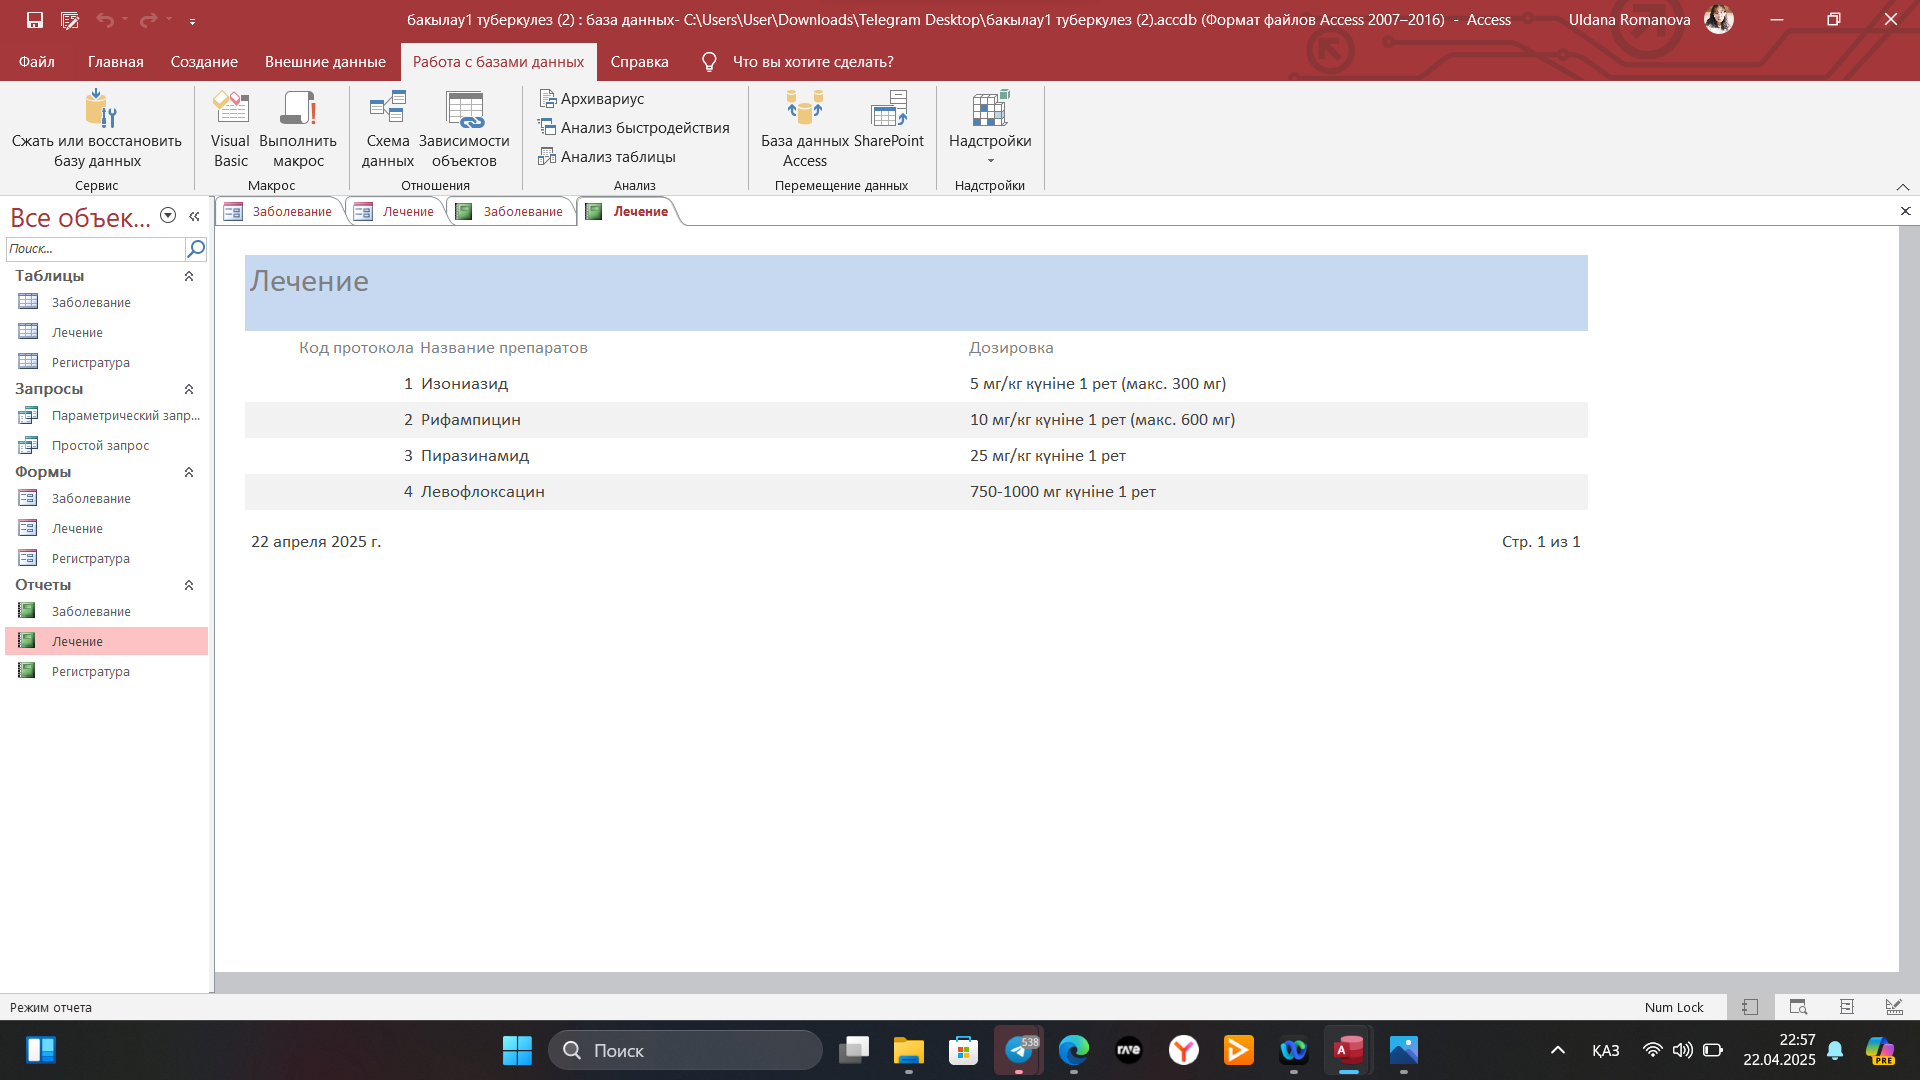 бакылау1 туберкулез (2) : база данных- C:\Users\User\Downloads\Telegram Desktop\бакылау1 туберкулез (2).accdb (Формат файлов Access 2007–2016) - Access
Uldana Romanova
Файл Главная Создание Внешние данные Работа с базами данных Справка Что вы хотите сделать?
Сжать или восстановить базу данных
Сервис
Visual Basic
Выполнить макрос
Макрос
Схема данных
Зависимости объектов
Отношения
Архивариус
Анализ быстродействия
Анализ таблицы
Анализ
База данных Access
SharePoint
Перемещение данных
Надстройки
Надстройки
Все объек...
Поиск...
Таблицы
Заболевание
Лечение
Регистратура
Запросы
Параметрический запр...
Простой запрос
Формы
Заболевание
Лечение
Регистратура
Отчеты
Заболевание
Лечение
Регистратура
Заболевание Лечение Заболевание Лечение
Лечение
Код протокола Название препаратов Дозировка
1 Изониазид 5 мг/кг күніне 1 рет (макс. 300 мг)
2 Рифампицин 10 мг/кг күніне 1 рет (макс. 600 мг)
3 Пиразинамид 25 мг/кг күніне 1 рет
4 Левофлоксацин 750-1000 мг күніне 1 рет
22 апреля 2025 г. Стр. 1 из 1
Режим отчета Num Lock
Поиск
538
rave
ҚАЗ
22:57
22.04.2025
PRE